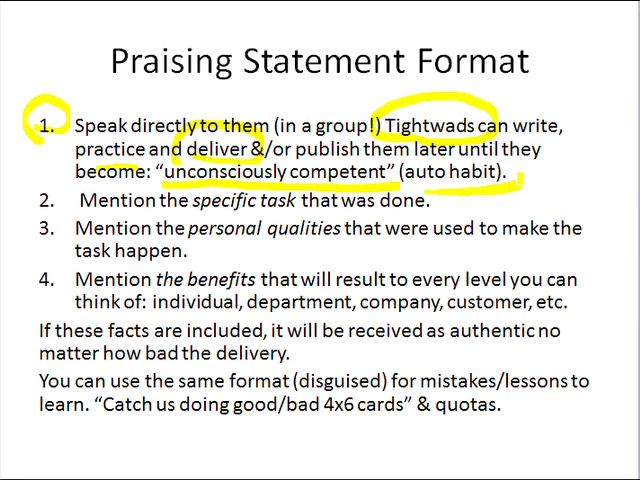 Praising Statement Format
1. Speak directly to them (in a group!) Tightwads can write,
practice and deliver &/or publish them later until they
become: "unconsciously competent" (auto habit).
2. Mention the specific task that was done.
3. Mention the personal qualities that were used to make the
task happen.
4. Mention the benefits that will result to every level you can
think of: individual, department, company, customer, etc.
If these facts are included, it will be received as authentic no
matter how bad the delivery.
You can use the same format (disguised) for mistakes/lessons to
learn. "Catch us doing good/bad 4x6 cards" & quotas.